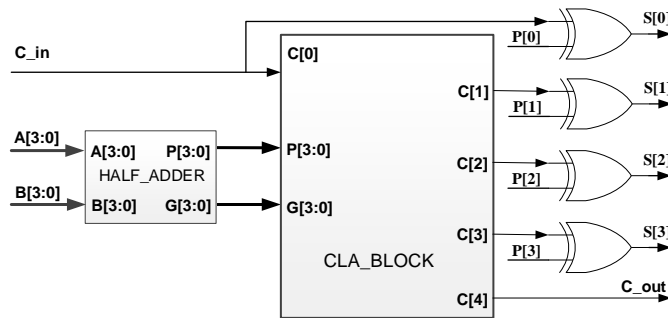 S[0]
C_in
C[0]
P[0]
S[1]
C[1]
P[1]
A[3:0]
A[3:0]
P[3:0]
P[3:0]
S[2]
C[2]
HALF_ADDER
P[2]
B[3:0]
B[3:0]
G[3:0]
G[3:0]
S[3]
C[3]
P[3]
CLA_BLOCK
C_out
C[4]